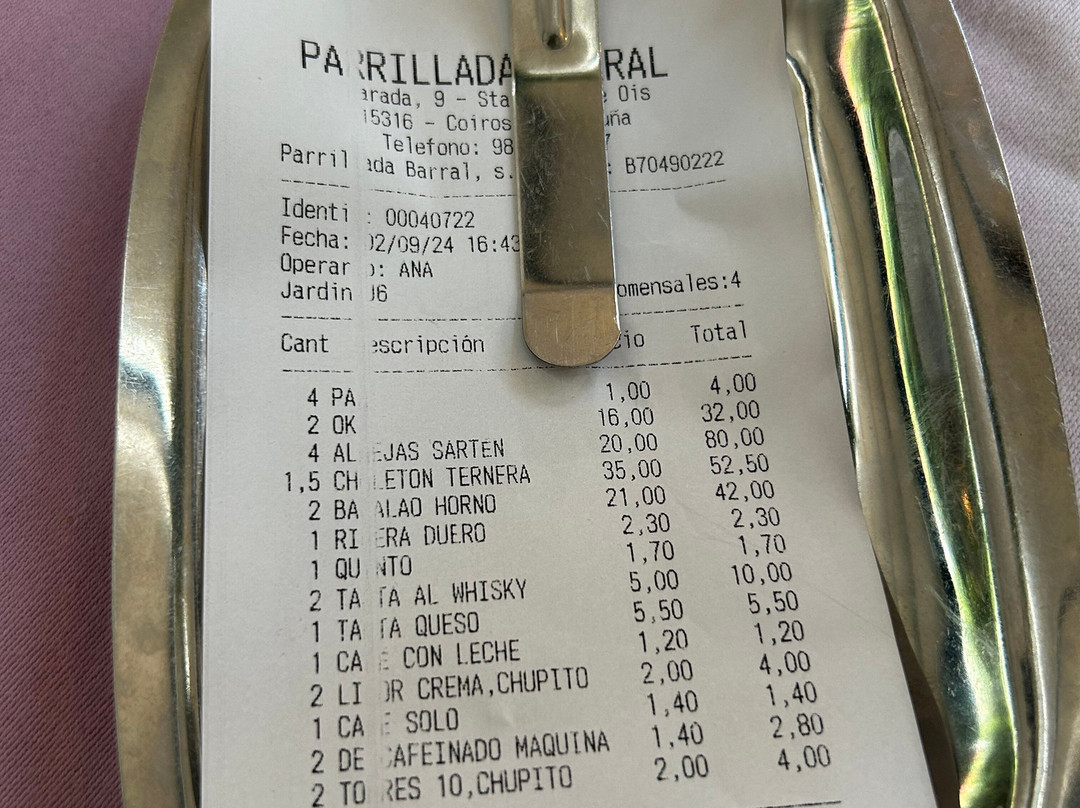 PARRILLADA RRAL
arada, 9 - Sta Ois
15316 - Coiros uña
Telefono: 98 7
Parril ada Barral, s. : B70490222
Identi : 00040722
Fecha: 02/09/24 16:43
Operar o: ANA
Jardin 06 omensales:4
Cant escripción cio Total
4 PA 1,00 4,00
2 OK 16,00 32,00
4 AL EJAS SARTEN 20,00 80,00
1,5 CH LETON TERNERA 35,00 52,50
2 BA ALAO HORNO 21,00 42,00
1 RI ERA DUERO 2,30 2,30
1 QU NTO 1,70 1,70
2 TA TA AL WHISKY 5,00 10,00
1 TA TA QUESO 5,50 5,50
1 CA E CON LECHE 1,20 1,20
2 LI OR CREMA,CHUPITO 2,00 4,00
1 CA E SOLO 1,40 1,40
2 DE CAFEINADO MAQUINA 1,40 2,80
2 TO RES 10,CHUPITO 2,00 4,00